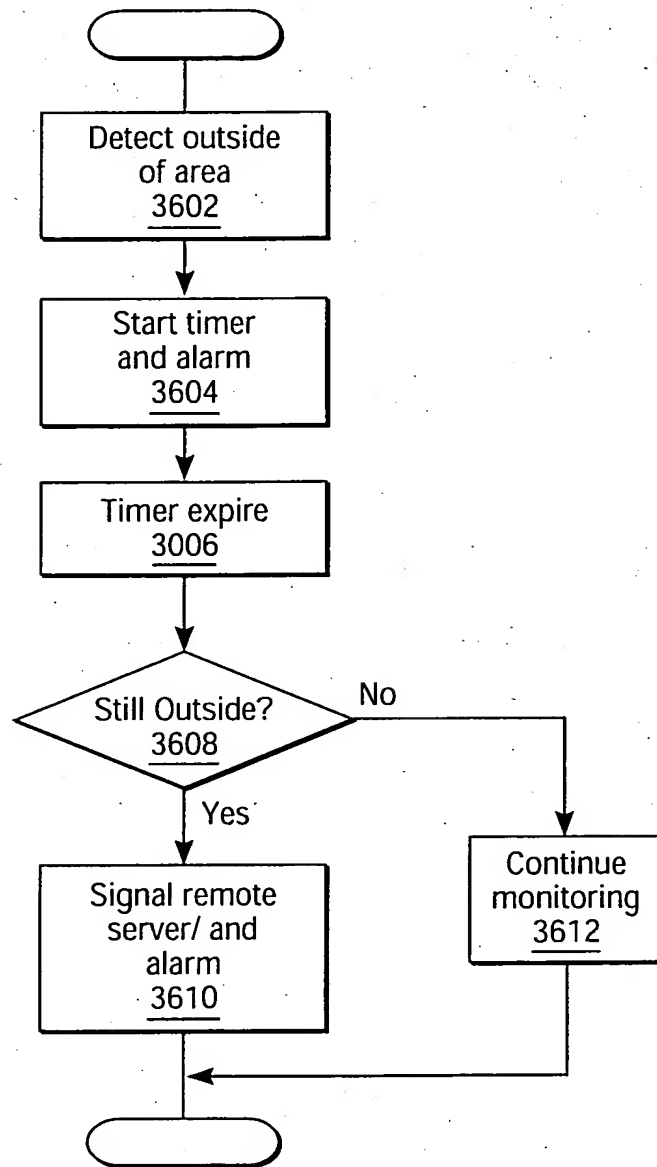 Detect outside
of area
3602
Start timer
and alarm
3604
Timer expire
3006
Still Outside?
3608
No
Yes
Signal remote
server/ and
alarm
3610
Continue
monitoring
3612